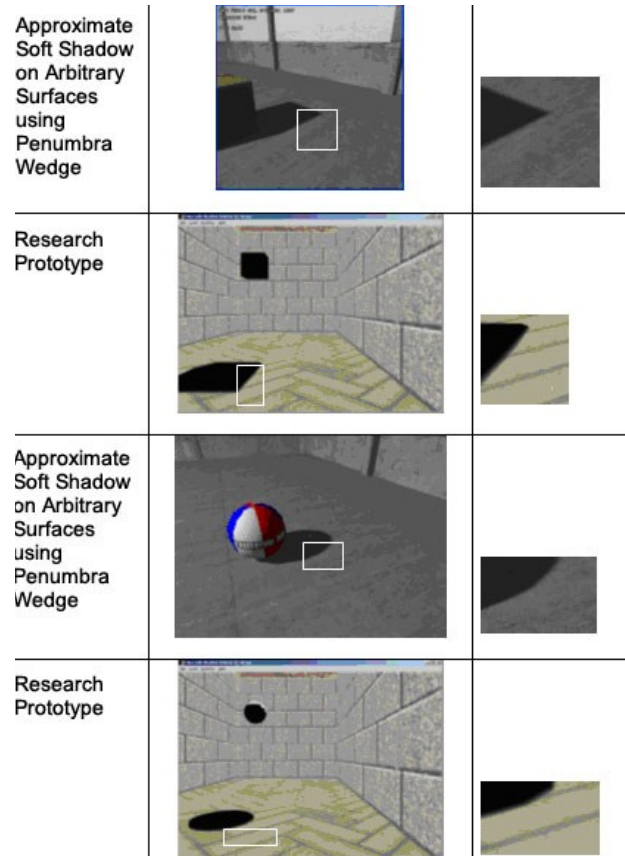 Approximate
Soft Shadow
on Arbitrary
Surfaces
using
Penumbra
Wedge
Research
Prototype
Approximate
Soft Shadow
on Arbitrary
Surfaces
using
Penumbra
Wedge
Research
Prototype